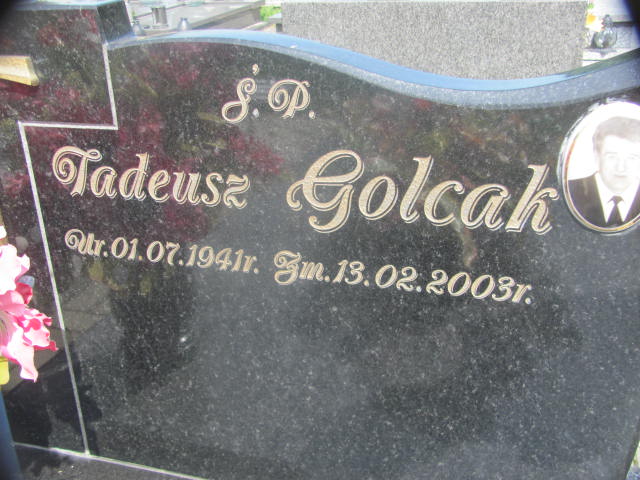 Ś.P.
Tadeusz Golcak
Ur.01.07.1941r. Zm.13.02.2003r.